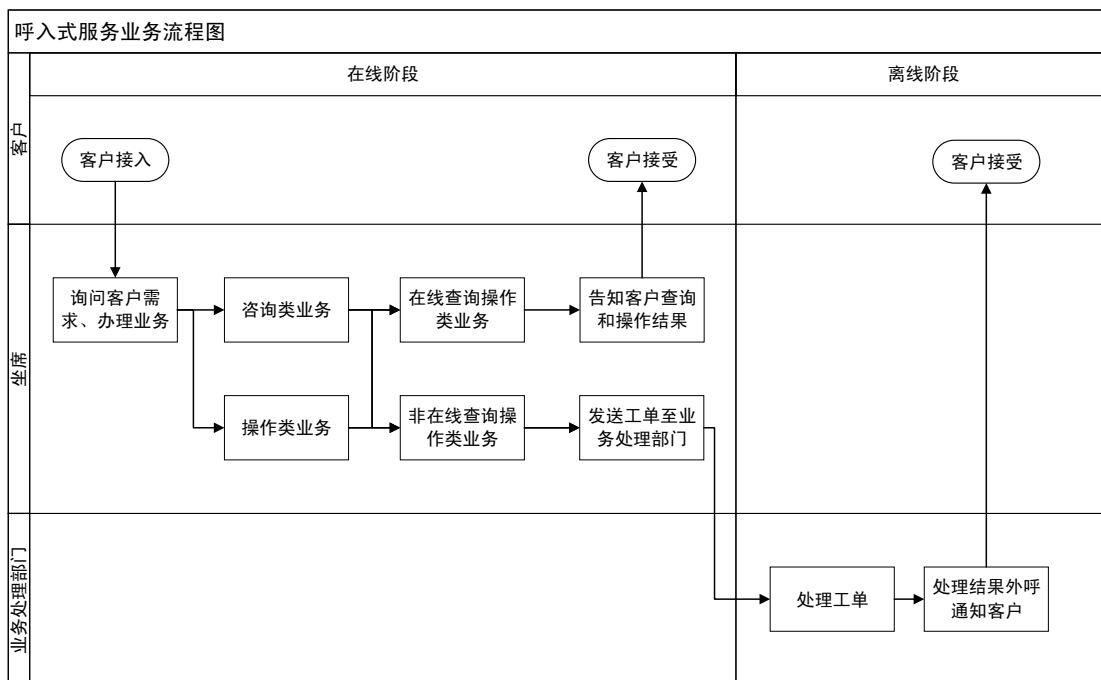 呼入式服务业务流程图
在线阶段
离线阶段
客户
客户接入
客户接受
客户接受
坐席
询问客户需
求、办理业务
咨询类业务
在线查询操作
类业务
告知客户查询
和操作结果
操作类业务
非在线查询操
作类业务
发送工单至业
务处理部门
业务处理部门
处理工单
处理结果外呼
通知客户